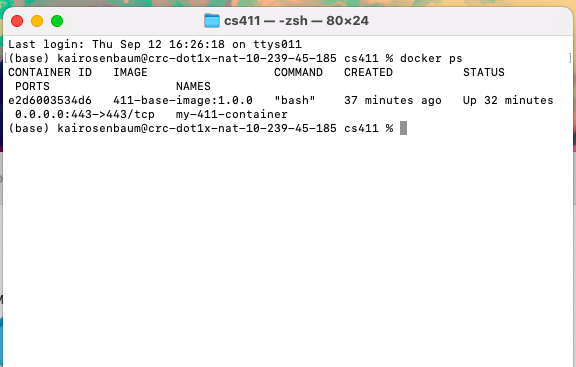 cs411 — -zsh — 80×24
Last login: Thu Sep 12 16:26:18 on ttys011
[(base) kairosenbaum@crc-dot1x-nat-10-239-45-185 cs411 % docker ps ]
CONTAINER ID   IMAGE                  COMMAND   CREATED          STATUS
 PORTS                  NAMES
e2d6003534d6   411-base-image:1.0.0   "bash"    37 minutes ago   Up 32 minutes
 0.0.0.0:443->443/tcp   my-411-container
(base) kairosenbaum@crc-dot1x-nat-10-239-45-185 cs411 %